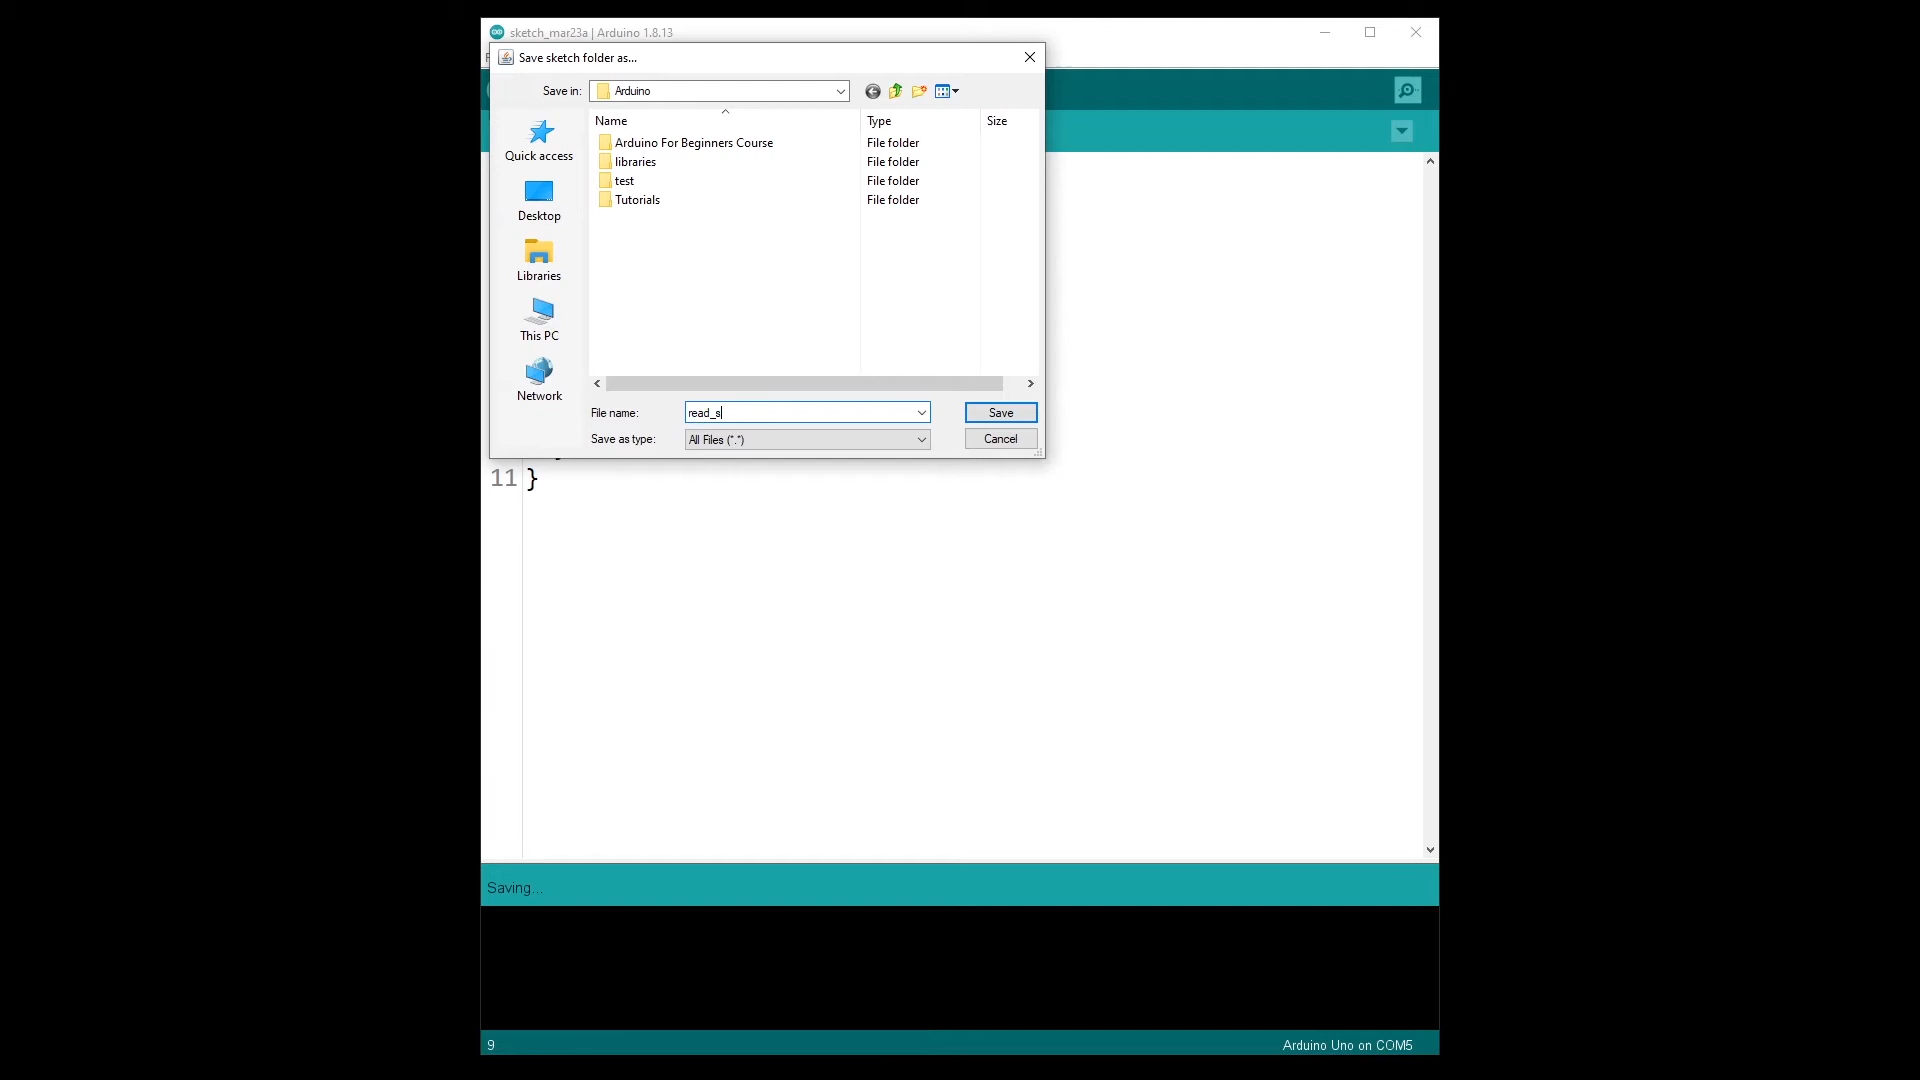 sketch_mar23a | Arduino 1.8.13
Save sketch folder as...
Save in:
Arduino
Name
Type
Size
Arduino For Beginners Course
File folder
libraries
File folder
test
File folder
Tutorials
File folder
Quick access
Desktop
Libraries
This PC
Network
File name:
read_s
Save
Save as type:
All Files (*.*)
Cancel
11 }
Saving...
9
Arduino Uno on COM5